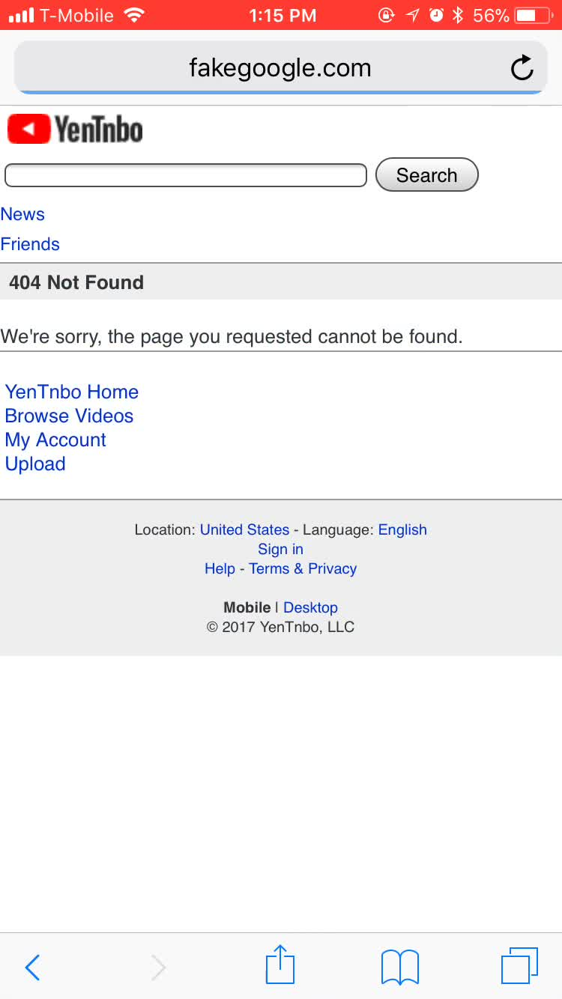 T-Mobile 1:15 PM 56%
fakegoogle.com
YenTnbo
Search
News
Friends
404 Not Found
We're sorry, the page you requested cannot be found.
YenTnbo Home
Browse Videos
My Account
Upload
Location: United States - Language: English
Sign in
Help - Terms & Privacy
Mobile | Desktop
© 2017 YenTnbo, LLC